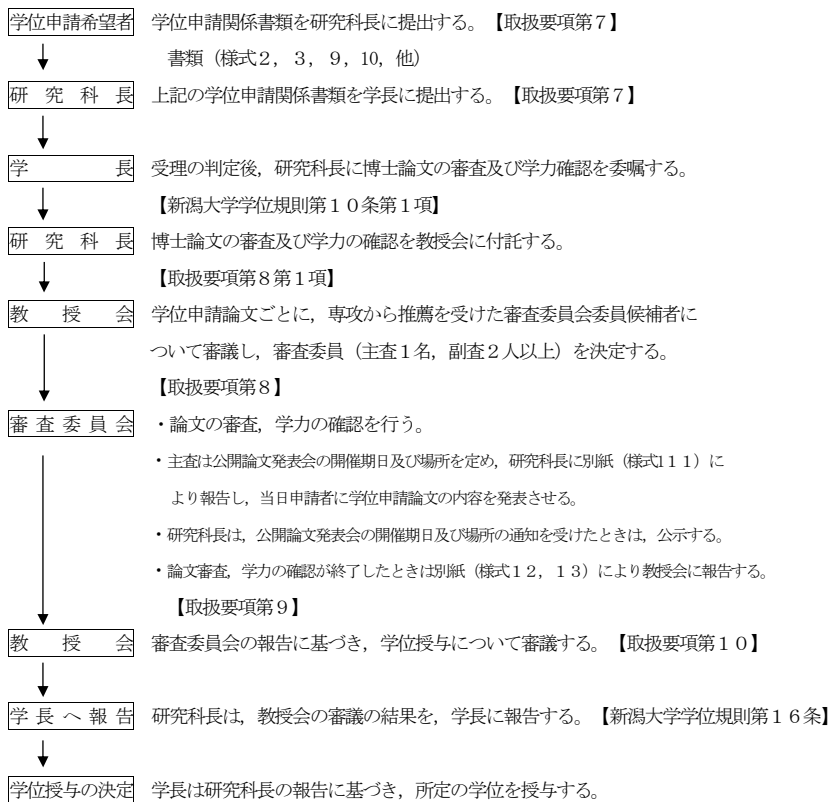 学位申請希望者 学位申請関係書類を研究科長に提出する。【取扱要項第７】
書類（様式２，３，９，10，他）
研究科長 上記の学位申請関係書類を学長に提出する。【取扱要項第７】
学長 受理の判定後，研究科長に博士論文の審査及び学力確認を委嘱する。
【新潟大学学位規則第１０条第１項】
研究科長 博士論文の審査及び学力の確認を教授会に付託する。
【取扱要項第８第１項】
教授会 学位申請論文ごとに，専攻から推薦を受けた審査委員会委員候補者に
ついて審議し，審査委員（主査１名，副査２人以上）を決定する。
【取扱要項第８】
審査委員会 ・論文の審査，学力の確認を行う。
・主査は公開論文発表会の開催期日及び場所を定め，研究科長に別紙（様式1１１）に
より報告し，当日申請者に学位申請論文の内容を発表させる。
・研究科長は，公開論文発表会の開催期日及び場所の通知を受けたときは，公示する。
・論文審査，学力の確認が終了したときは別紙（様式１２，１３）により教授会に報告する。
【取扱要項第９】
教授会 審査委員会の報告に基づき，学位授与について審議する。【取扱要項第１０】
学長へ報告 研究科長は，教授会の審議の結果を，学長に報告する。【新潟大学学位規則第１６条】
学位授与の決定 学長は研究科長の報告に基づき，所定の学位を授与する。